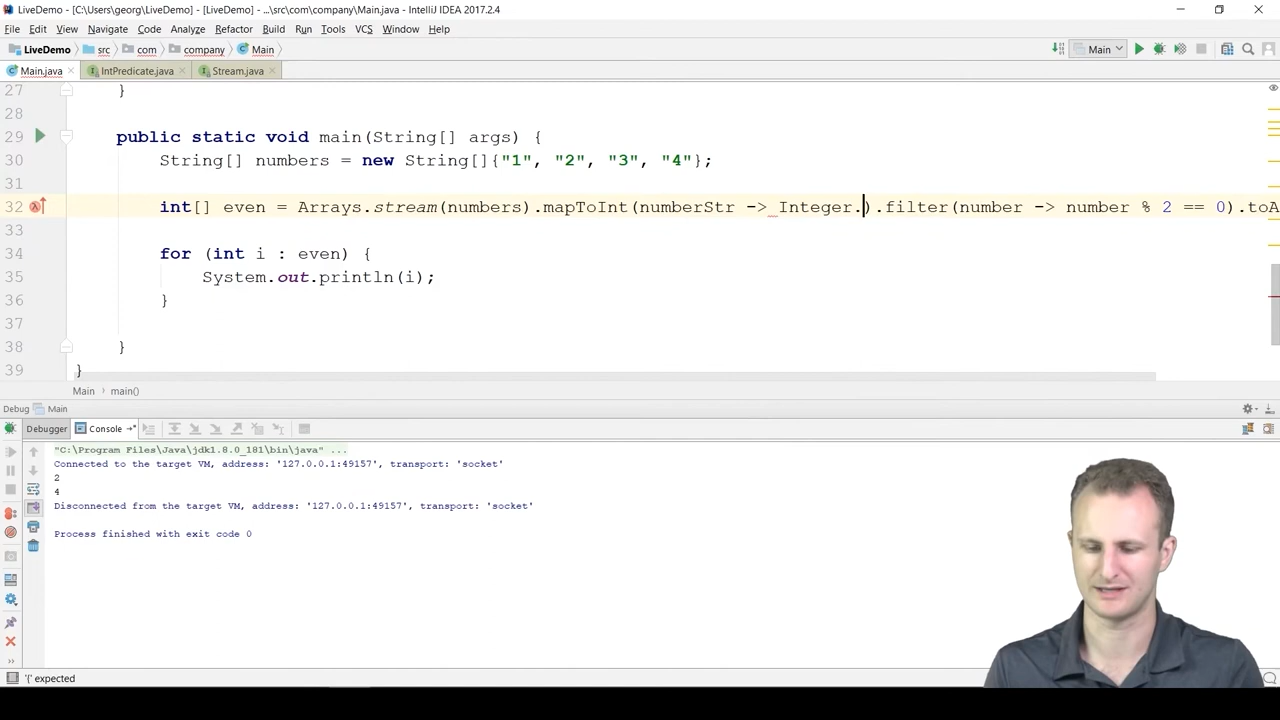 LiveDemo - [C:\Users\georg\LiveDemo] - [LiveDemo] - ...\src\com\company\Main.java - IntelliJ IDEA 2017.2.4
File Edit View Navigate Code Analyze Refactor Build Run Tools VCS Window Help
LiveDemo src com company Main Main
Main.java IntPredicate.java Stream.java
27 }
28
29 public static void main(String[] args) {
30 String[] numbers = new String[]{"1", "2", "3", "4"};
31
32 int[] even = Arrays.stream(numbers).mapToInt(numberStr -> Integer.).filter(number -> number % 2 == 0).toA
33
34 for (int i : even) {
35 System.out.println(i);
36 }
37
38 }
39 }
Main main()
Debug Main
Debugger Console
"C:\Program Files\Java\jdk1.8.0_181\bin\java" ...
Connected to the target VM, address: '127.0.0.1:49157', transport: 'socket'
2
4
Disconnected from the target VM, address: '127.0.0.1:49157', transport: 'socket'
Process finished with exit code 0
'(' expected